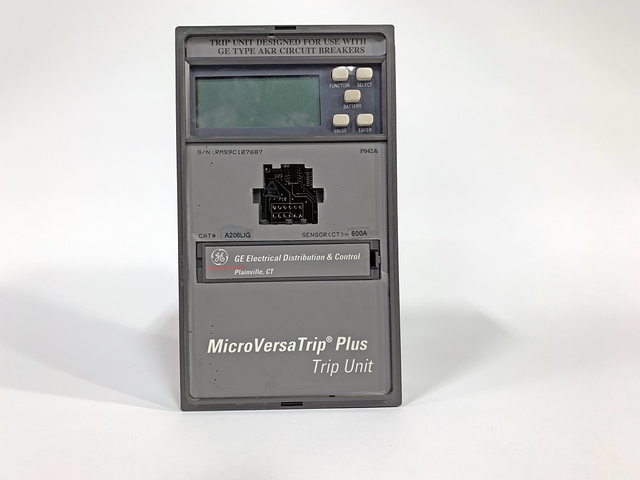 TRIP UNIT DESIGNED FOR USE WITH
GE TYPE AKR CIRCUIT BREAKERS
FUNCTION SELECT
BATTERY
VALUE ENTER
S/N:RMS9C107687
CAT#: A206LIG SENSOR(CT)= 600A
GE
GE Electrical Distribution & Control
Plainville, CT
MicroVersaTrip® Plus
Trip Unit